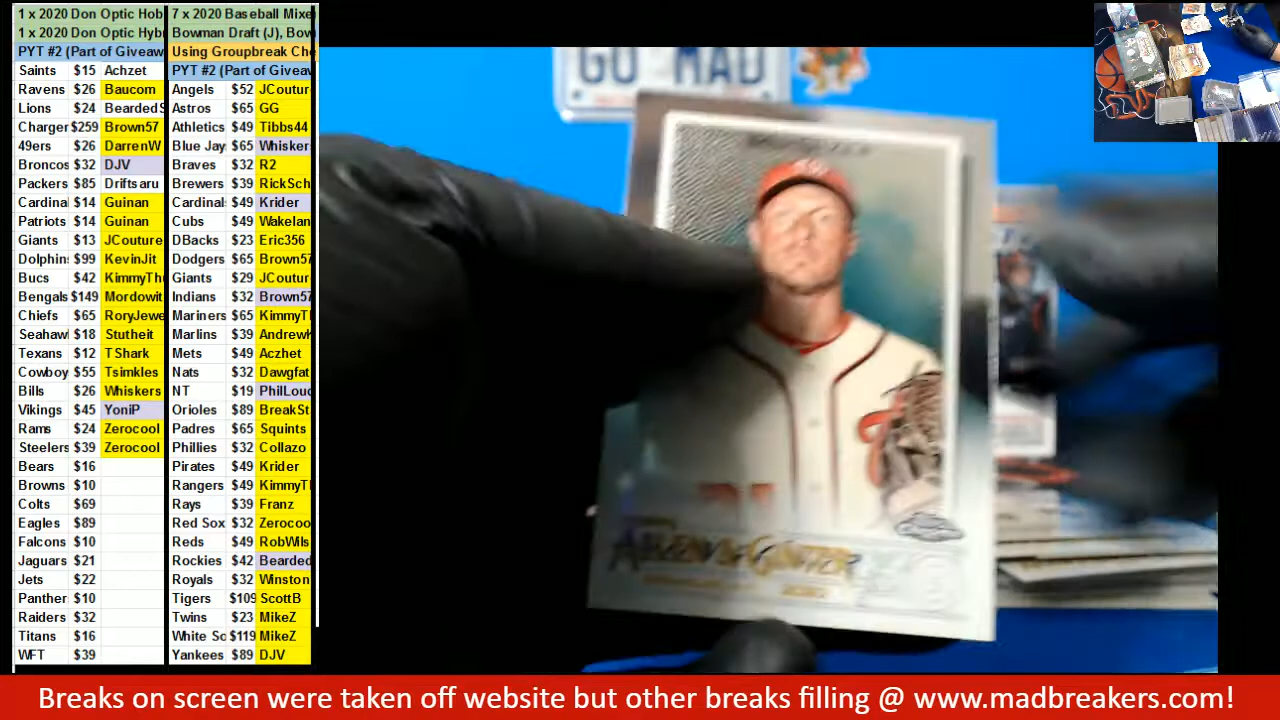 1 x 2020 Don Optic Hob
1 x 2020 Don Optic Hybr
PYT #2 (Part of Giveaw
Saints $15 Achzet
Ravens $26 Baucom
Lions $24 BeardedS
Charger $259 Brown57
49ers $26 DarrenW
Broncos $32 DJV
Packers $85 Driftsaru
Cardinal $14 Guinan
Patriots $14 Guinan
Giants $13 JCouture
Dolphin $99 KevinJit
Bucs $42 KimmyTh
Bengals $149 Mordowit
Chiefs $65 RoryJewe
Seahaw $18 Stutheit
Texans $12 TShark
Cowboy $55 Tsimkles
Bills $26 Whiskers
Vikings $45 YoniP
Rams $24 Zerocool
Steelers $39 Zerocool
Bears $16
Browns $10
Colts $69
Eagles $89
Falcons $10
Jaguars $21
Jets $22
Panther $10
Raiders $32
Titans $16
WFT $39
7 x 2020 Baseball Mixe
Bowman Draft (J), Bow
Using Groupbreak Che
PYT #2 (Part of Giveaw
Angels $52 JCoutur
Astros $65 GG
Athletics $49 Tibbs44
Blue Jay $65 Whisker
Braves $32 R2
Brewers $39 RickSch
Cardinal $49 Krider
Cubs $49 Wakelan
DBacks $23 Eric356
Dodgers $65 Brown57
Giants $29 JCoutur
Indians $32 Brown57
Mariners $65 KimmyTl
Marlins $39 Andrewk
Mets $49 Aczhet
Nats $32 Dawgfat
NT $19 PhilLouc
Orioles $89 BreakSt
Padres $65 Squints
Phillies $32 Collazo
Pirates $49 Krider
Rangers $49 KimmyTl
Rays $39 Franz
Red Sox $32 Zerocoo
Reds $49 RobWils
Rockies $42 Bearded
Royals $32 Winston
Tigers $109 ScottB
Twins $23 MikeZ
White So $119 MikeZ
Yankees $89 DJV
GO MAD
Allen & Ginter
Breaks on screen were taken off website but other breaks filling @ www.madbreakers.com!